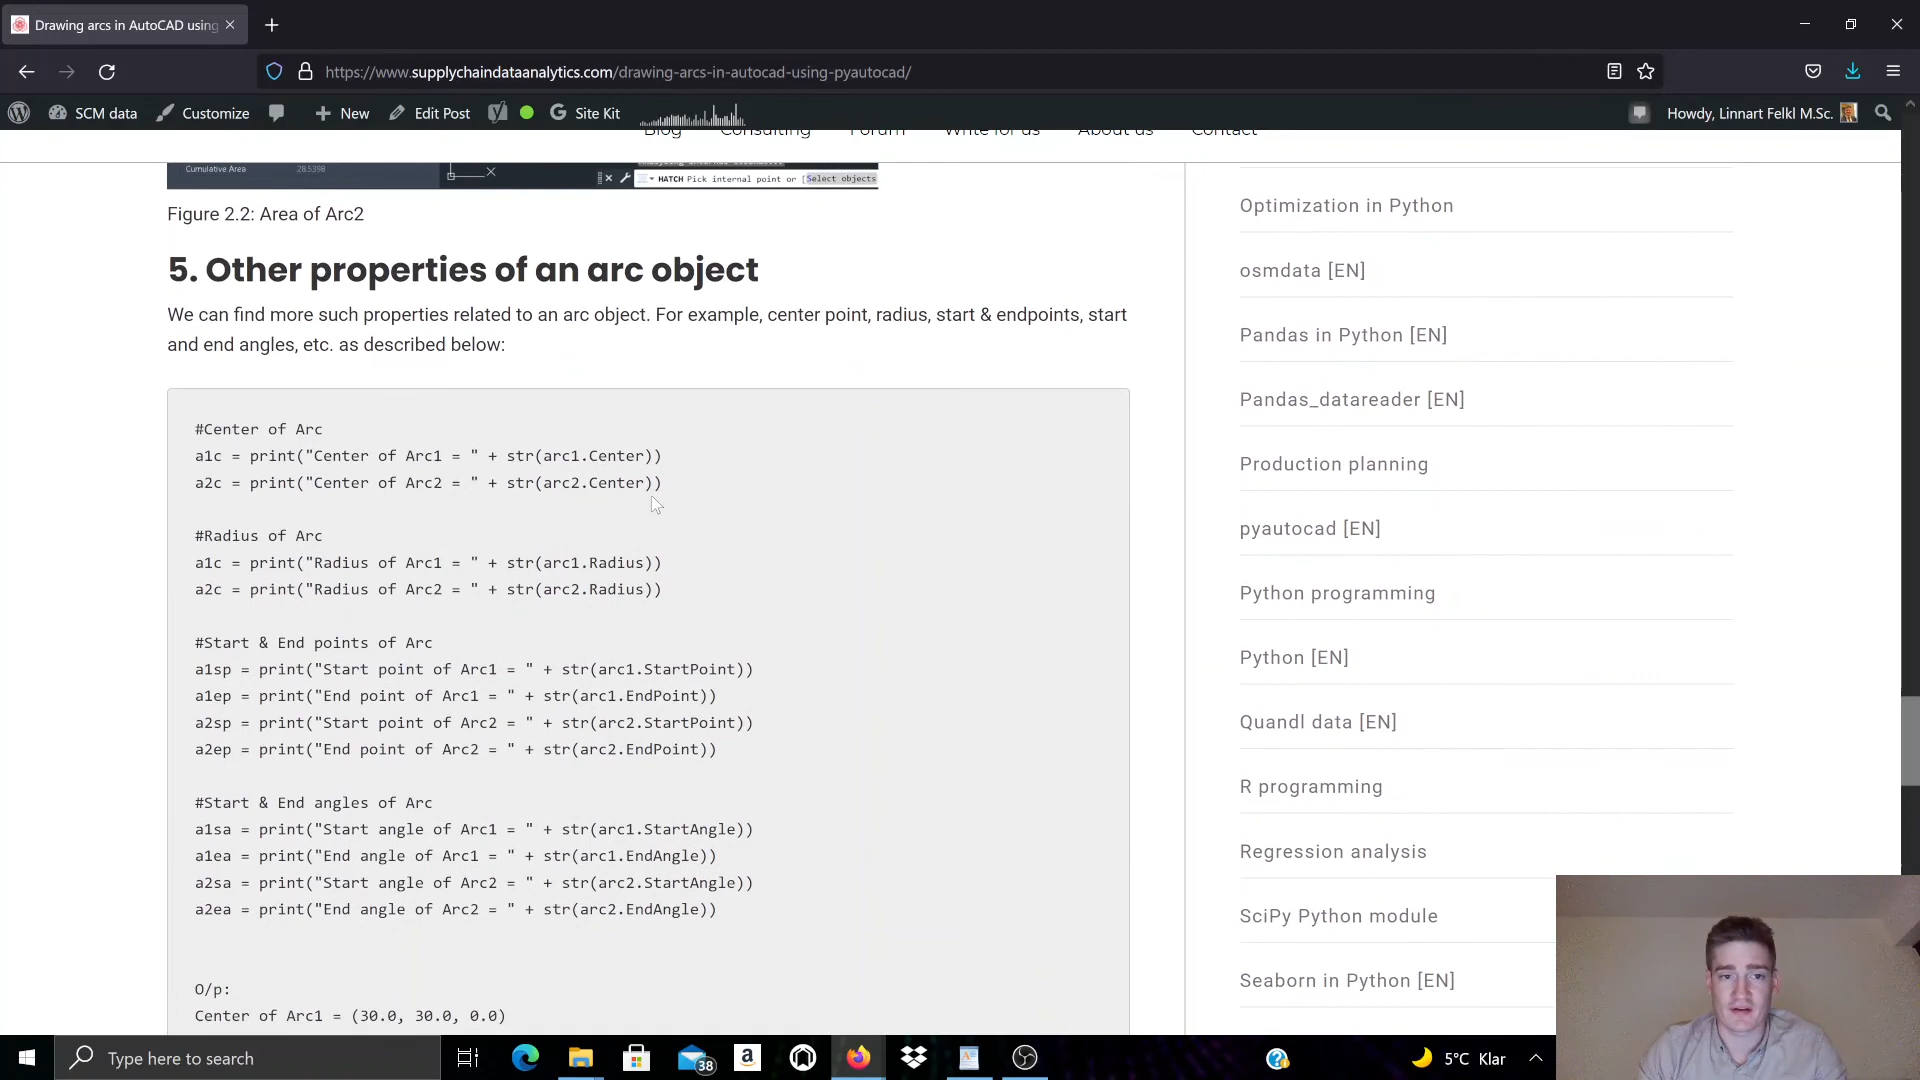 Drawing arcs in AutoCAD using
https://www.supplychaindataanalytics.com/drawing-arcs-in-autocad-using-pyautocad/
SCM data
Customize
New
Edit Post
Site Kit
Howdy, Linnart Felkl M.Sc.
Blog
Consulting
Forum
Write for us
About us
Contact
Cumulative Area
28.5398
HATCH Pick internal point or [Select objects
Figure 2.2: Area of Arc2
5. Other properties of an arc object
We can find more such properties related to an arc object. For example, center point, radius, start & endpoints, start
and end angles, etc. as described below:
#Center of Arc
a1c = print("Center of Arc1 = " + str(arc1.Center))
a2c = print("Center of Arc2 = " + str(arc2.Center))
#Radius of Arc
a1c = print("Radius of Arc1 = " + str(arc1.Radius))
a2c = print("Radius of Arc2 = " + str(arc2.Radius))
#Start & End points of Arc
a1sp = print("Start point of Arc1 = " + str(arc1.StartPoint))
a1ep = print("End point of Arc1 = " + str(arc1.EndPoint))
a2sp = print("Start point of Arc2 = " + str(arc2.StartPoint))
a2ep = print("End point of Arc2 = " + str(arc2.EndPoint))
#Start & End angles of Arc
a1sa = print("Start angle of Arc1 = " + str(arc1.StartAngle))
a1ea = print("End angle of Arc1 = " + str(arc1.EndAngle))
a2sa = print("Start angle of Arc2 = " + str(arc2.StartAngle))
a2ea = print("End angle of Arc2 = " + str(arc2.EndAngle))
O/p:
Center of Arc1 = (30.0, 30.0, 0.0)
Optimization in Python
osmdata [EN]
Pandas in Python [EN]
Pandas_datareader [EN]
Production planning
pyautocad [EN]
Python programming
Python [EN]
Quandl data [EN]
R programming
Regression analysis
SciPy Python module
Seaborn in Python [EN]
Type here to search
38
5°C Klar